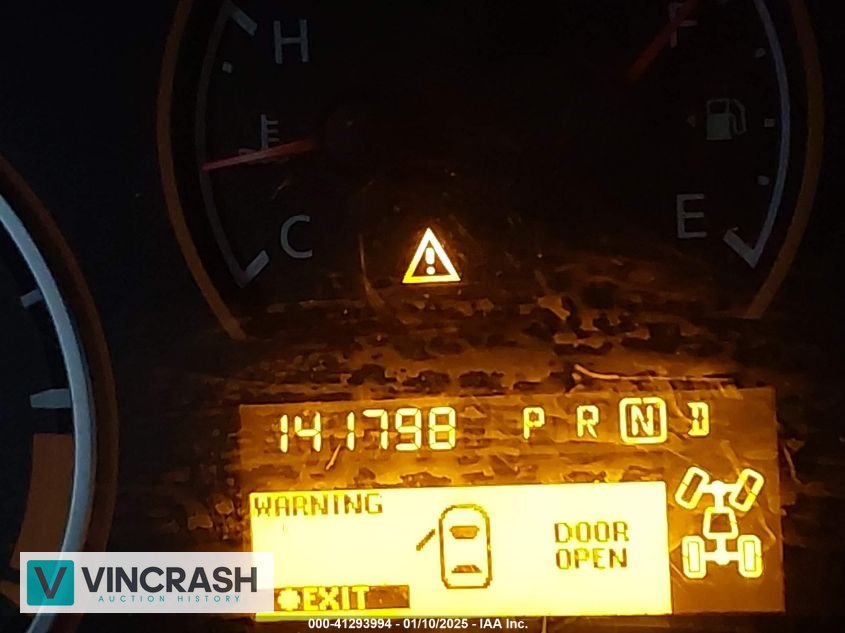 H
F
C
E
141798 P R N D
WARNING
DOOR
OPEN
EXIT
V VINCRASH
AUCTION HISTORY
000-41293994 - 01/10/2025 - IAA Inc.